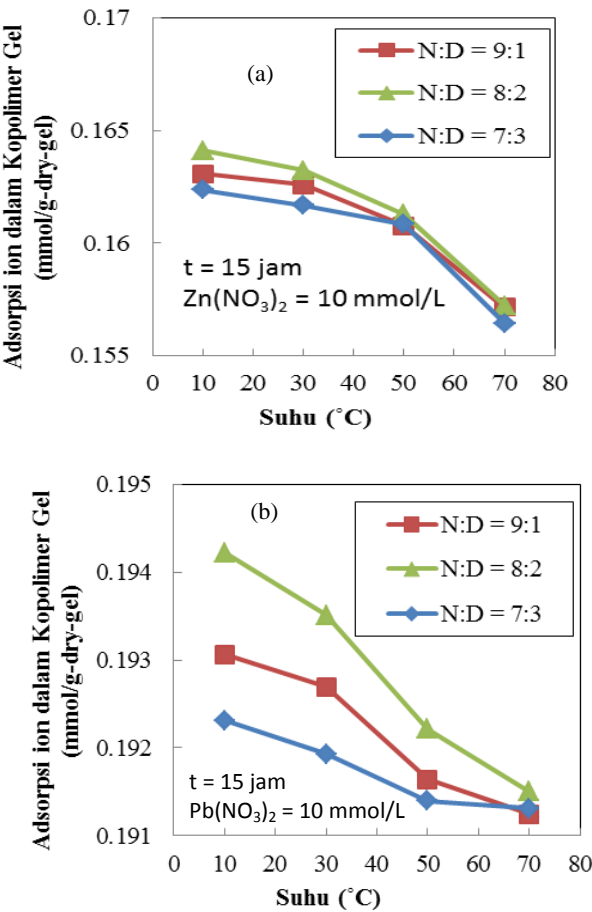 Adsorpsi ion dalam Kopolimer Gel
(mmol/g-dry-gel)
0.17
0.165
0.16
0.155
(a)
N:D = 9:1
N:D = 8:2
N:D = 7:3
t = 15 jam
Zn(NO₃)₂ = 10 mmol/L
0 10 20 30 40 50 60 70 80
Suhu (˚C)
Adsorpsi ion dalam Kopolimer Gel
(mmol/g-dry-gel)
0.195
0.194
0.193
0.192
0.191
(b)
N:D = 9:1
N:D = 8:2
N:D = 7:3
t = 15 jam
Pb(NO₃)₂ = 10 mmol/L
0 10 20 30 40 50 60 70 80
Suhu (˚C)